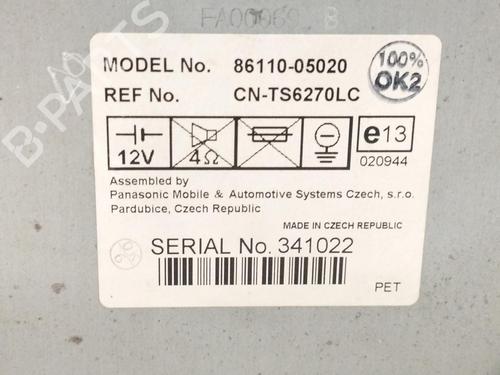 FA00069 B
100%
OK2
MODEL No. 86110-05020
REF No. CN-TS6270LC
12V
4Ω
e13
020944
Assembled by
Panasonic Mobile & Automotive Systems Czech, s.r.o.
Pardubice, Czech Republic
MADE IN CZECH REPUBLIC
SERIAL No. 341022
PET
B-PARTS